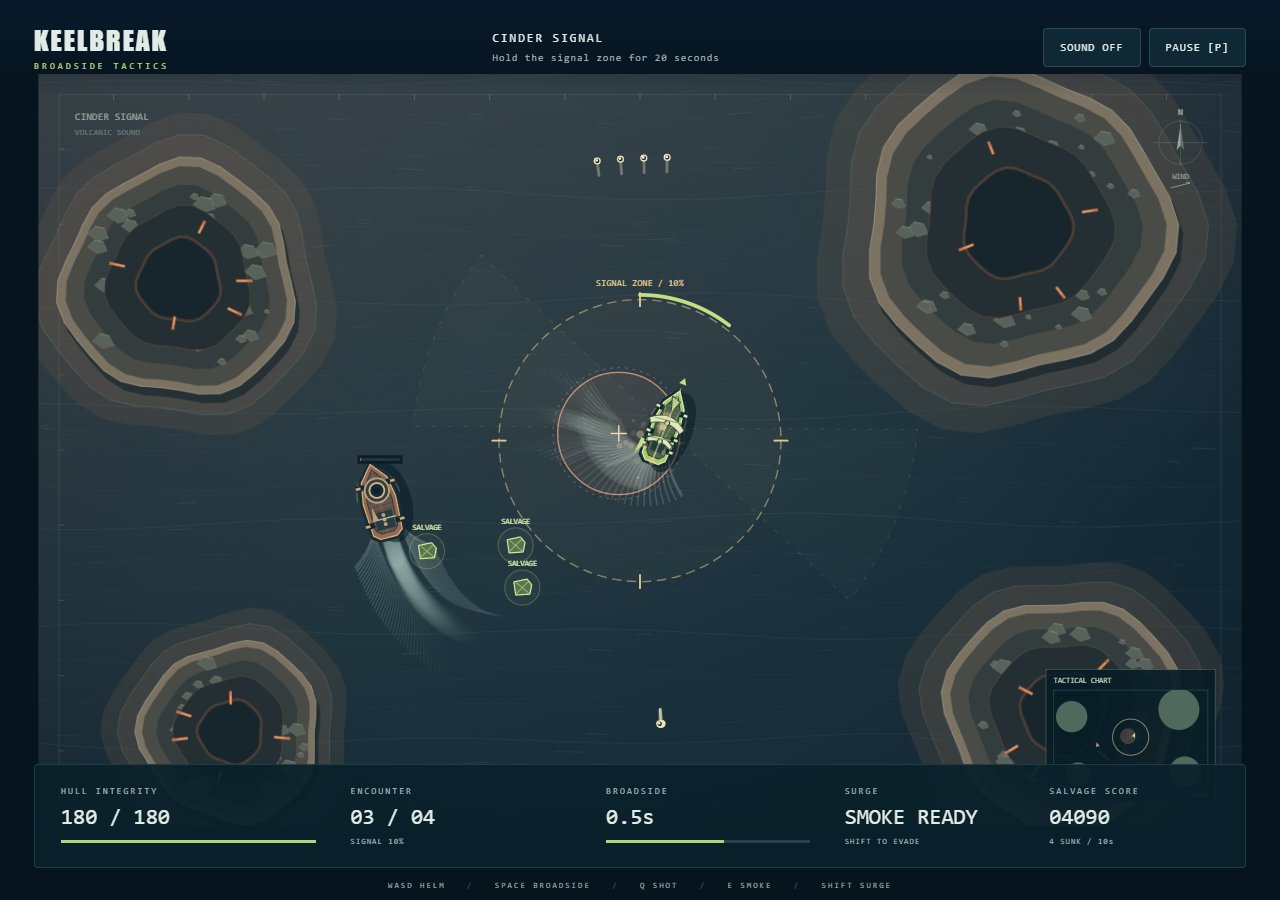 KEELBREAK
BROADSIDE TACTICS
CINDER SIGNAL
Hold the signal zone for 20 seconds
SOUND OFF
PAUSE [P]
CINDER SIGNAL
VOLCANIC SOUND
N
WIND
SIGNAL ZONE / 10%
SALVAGE
SALVAGE
SALVAGE
TACTICAL CHART
HULL INTEGRITY
180 / 180
ENCOUNTER
03 / 04
SIGNAL 10%
BROADSIDE
0.5s
SURGE
SMOKE READY
SHIFT TO EVADE
SALVAGE SCORE
04090
4 SUNK / 10s
WASD HELM / SPACE BROADSIDE / Q SHOT / E SMOKE / SHIFT SURGE